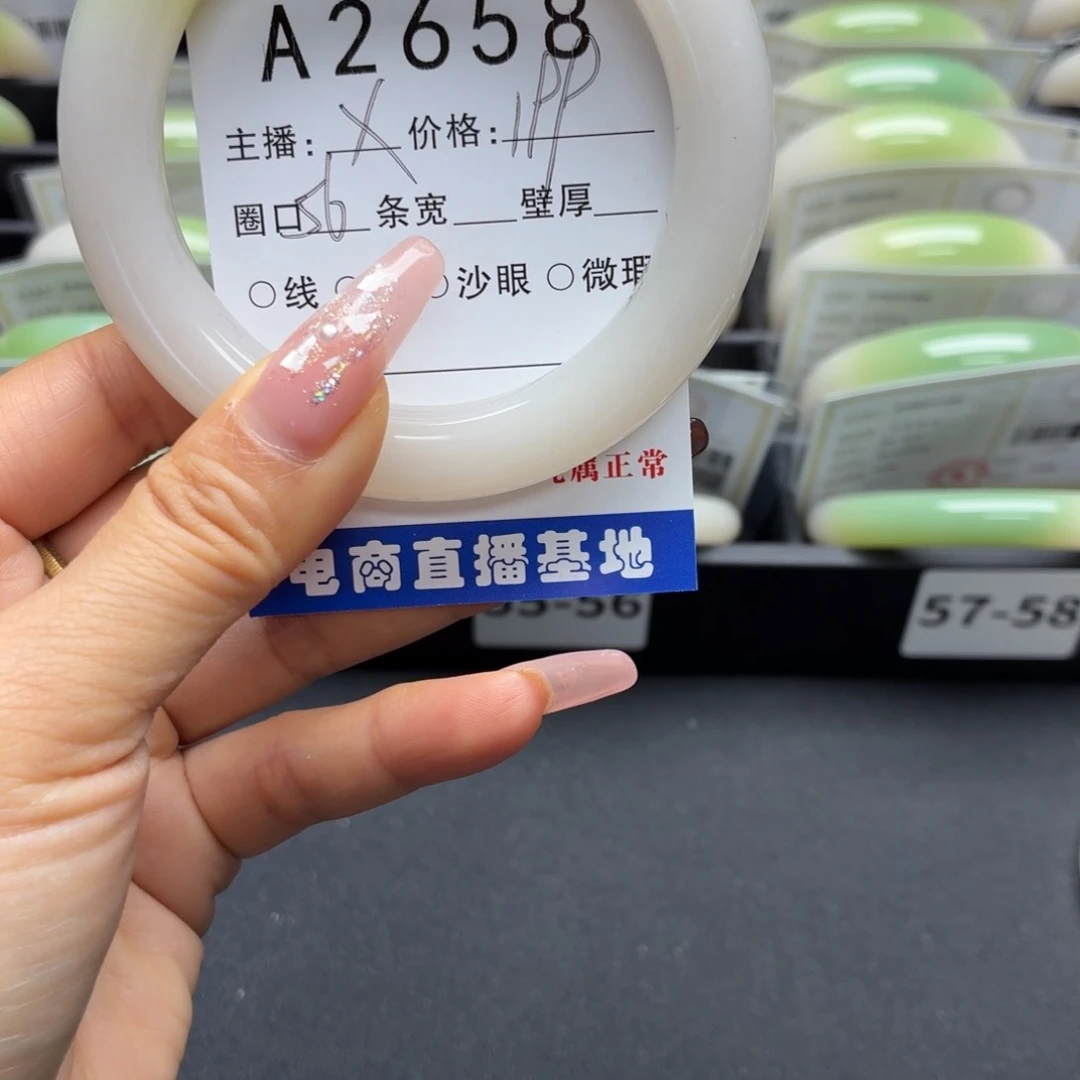 A2658
主播: X 价格: 1PP
圈口 56 条宽 壁厚
○线 ○沙眼 ○微瑕
属正常
电商直播基地
55-56
57-58